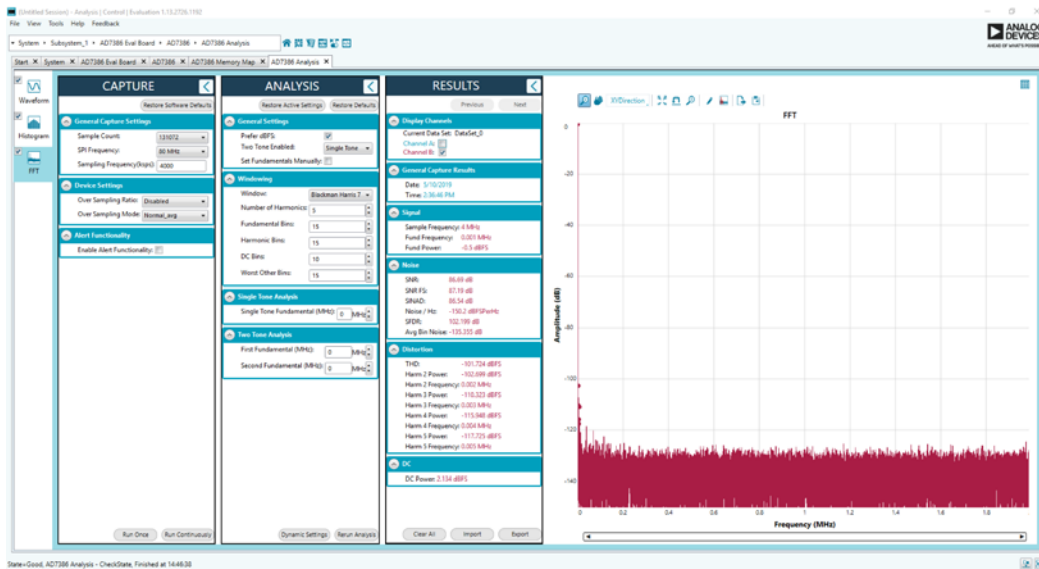 (Untitled Session) - Analysis | Control | Evaluation 1.13.2726.1192
File View Tools Help Feedback
System • Subsystem_1 • AD7386 Eval Board • AD7386 • AD7386 Analysis
ANALOG
DEVICES
AHEAD OF WHAT'S POSSIBLE
Start X System X AD7386 Eval Board X AD7386 X AD7386 Memory Map X AD7386 Analysis X
Waveform
Histogram
FFT
CAPTURE
Restore Software Defaults
General Capture Settings
Sample Count: 131072
SPI Frequency: 80 MHz
Sampling Frequency(ksps): 4000
Device Settings
Over Sampling Ratio: Disabled
Over Sampling Mode: Normal_avg
Alert Functionality
Enable Alert Functionality:
Run Once Run Continuously
ANALYSIS
Restore Active Settings Restore Defaults
General Settings
Prefer dBFS:
Two Tone Enabled: Single Tone
Set Fundamentals Manually:
Windowing
Window: Blackman Harris 7
Number of Harmonics: 5
Fundamental Bins: 15
Harmonic Bins: 15
DC Bins: 10
Worst Other Bins: 15
Single Tone Analysis
Single Tone Fundamental (MHz): 0 MHz
Two Tone Analysis
First Fundamental (MHz): 0 MHz
Second Fundamental (MHz): 0 MHz
Dynamic Settings Rerun Analysis
RESULTS
Previous Next
Display Channels
Current Data Set: DataSet_0
Channel A:
Channel B:
General Capture Results
Date: 5/10/2019
Time: 2:36:46 PM
Signal
Sample Frequency: 4 MHz
Fund Frequency: 0.001 MHz
Fund Power: -0.5 dBFS
Noise
SNR: 86.69 dB
SNR FS: 87.19 dB
SINAD: 86.54 dB
Noise / Hz: -150.2 dBFSPerHz
SFDR: 102.199 dB
Avg Bin Noise: -135.355 dB
Distortion
THD: -101.724 dBFS
Harm 2 Power: -102.699 dBFS
Harm 2 Frequency: 0.002 MHz
Harm 3 Power: -110.323 dBFS
Harm 3 Frequency: 0.003 MHz
Harm 4 Power: -115.948 dBFS
Harm 4 Frequency: 0.004 MHz
Harm 5 Power: -117.725 dBFS
Harm 5 Frequency: 0.005 MHz
DC
DC Power: 2.134 dBFS
Clear All Import Export
XYDirection
FFT
Amplitude (dB)
0
-20
-40
-60
-80
-100
-120
-140
0 0.2 0.4 0.6 0.8 1 1.2 1.4 1.6 1.8
Frequency (MHz)
State=Good, AD7386 Analysis - CheckState, Finished at 14:46:38